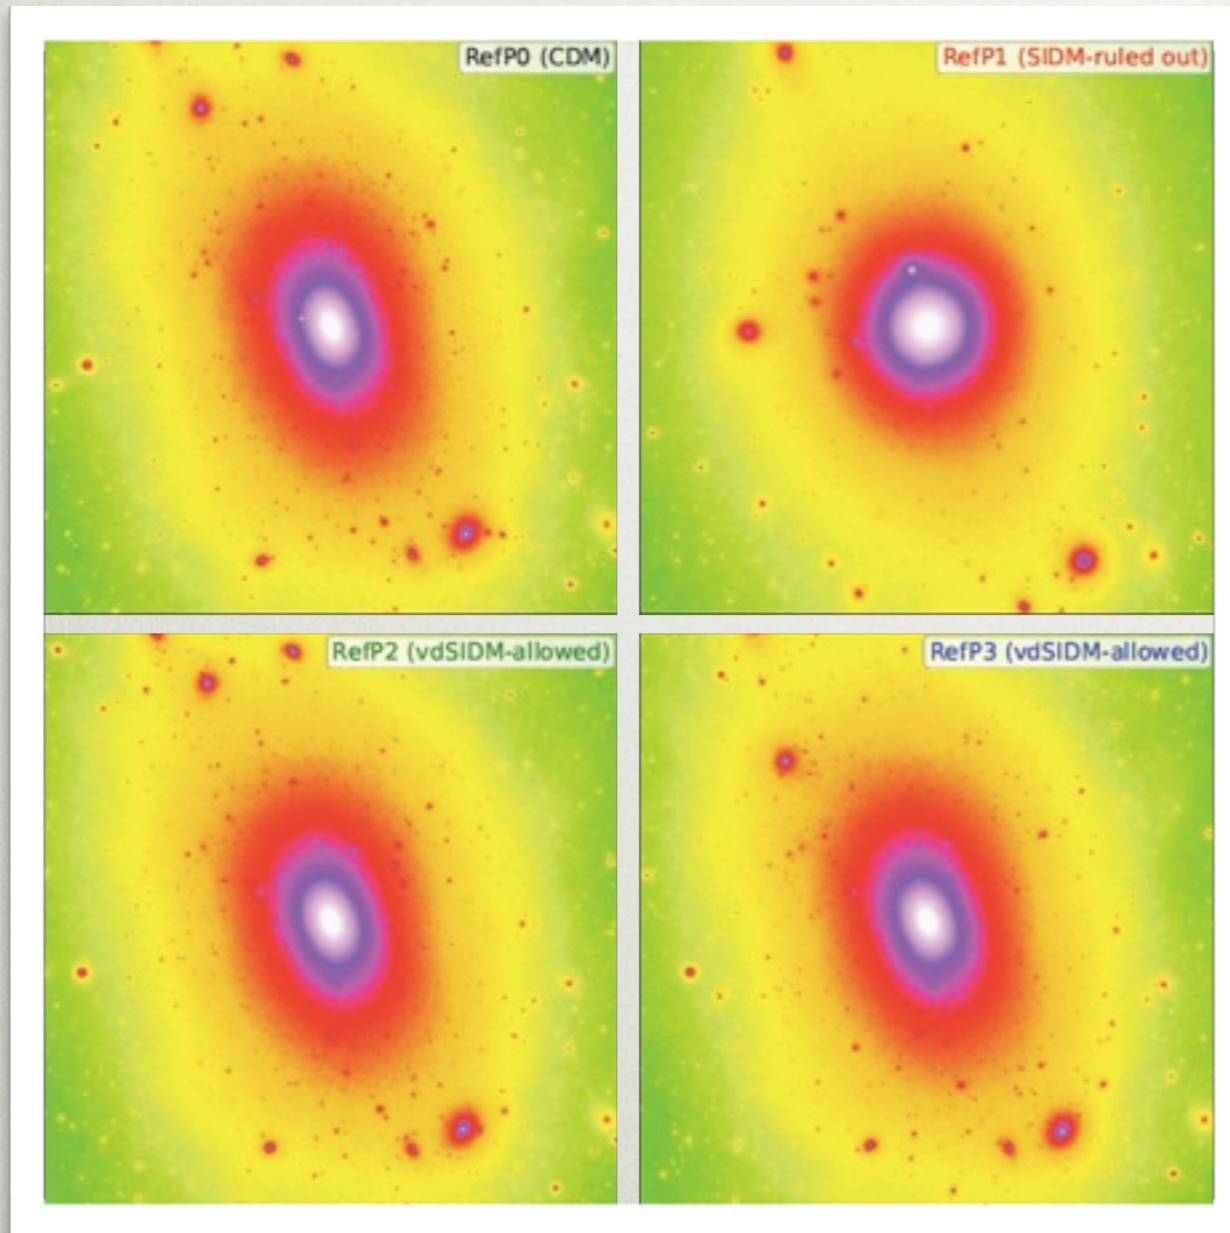 RefP0 (CDM)
RefP1 (SIDM-ruled out)
RefP2 (vdSIDM-allowed)
RefP3 (vdSIDM-allowed)